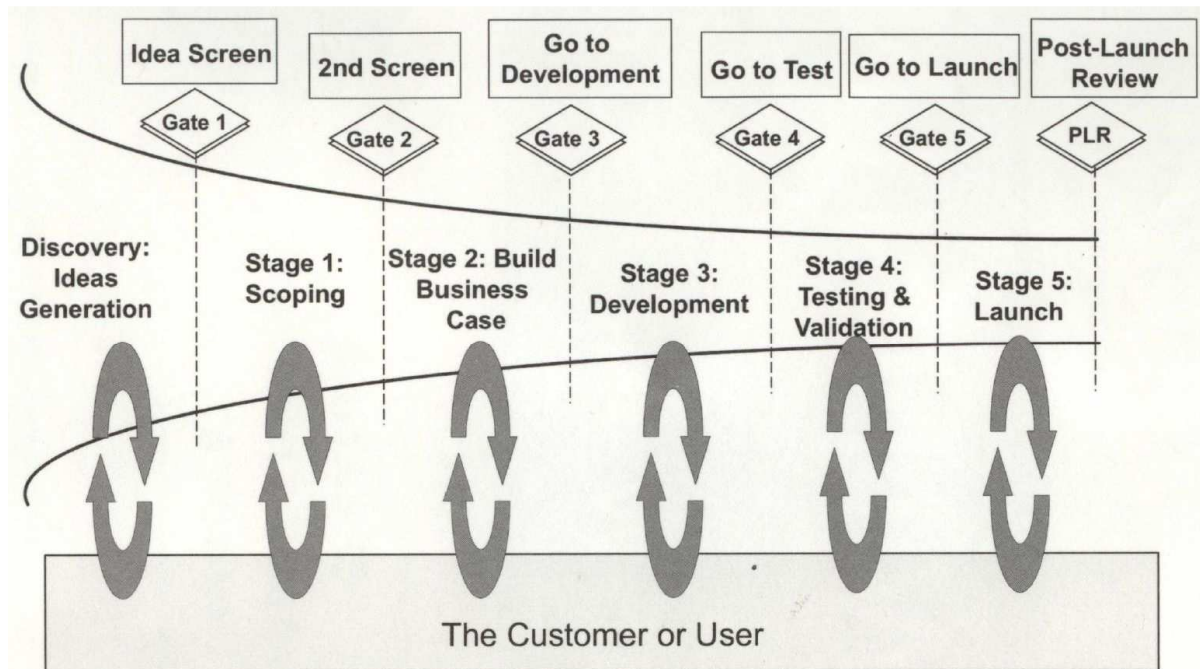 Idea Screen
2nd Screen
Go to
Development
Go to Test
Go to Launch
Post-Launch
Review
Gate 1
Gate 2
Gate 3
Gate 4
Gate 5
PLR
Discovery:
Ideas
Generation
Stage 1:
Scoping
Stage 2: Build
Business
Case
Stage 3:
Development
Stage 4:
Testing &
Validation
Stage 5:
Launch
The Customer or User